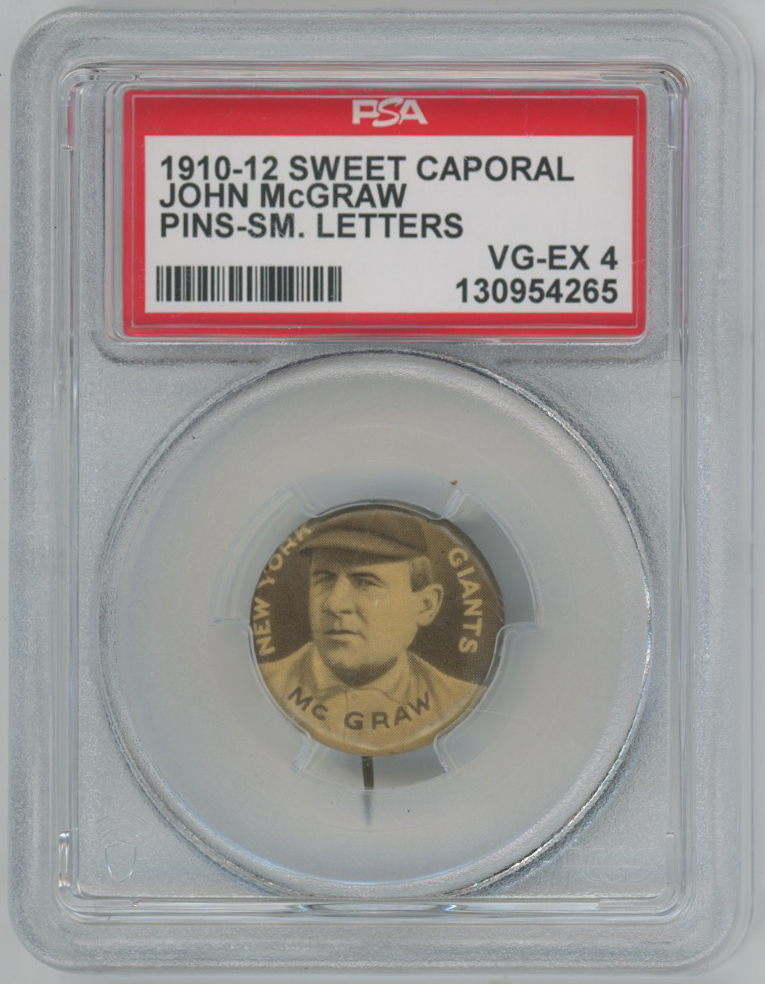 PSA
1910-12 SWEET CAPORAL
JOHN McGRAW
PINS-SM. LETTERS
VG-EX 4
130954265
NEW YORK
GIANTS
Mc GRAW